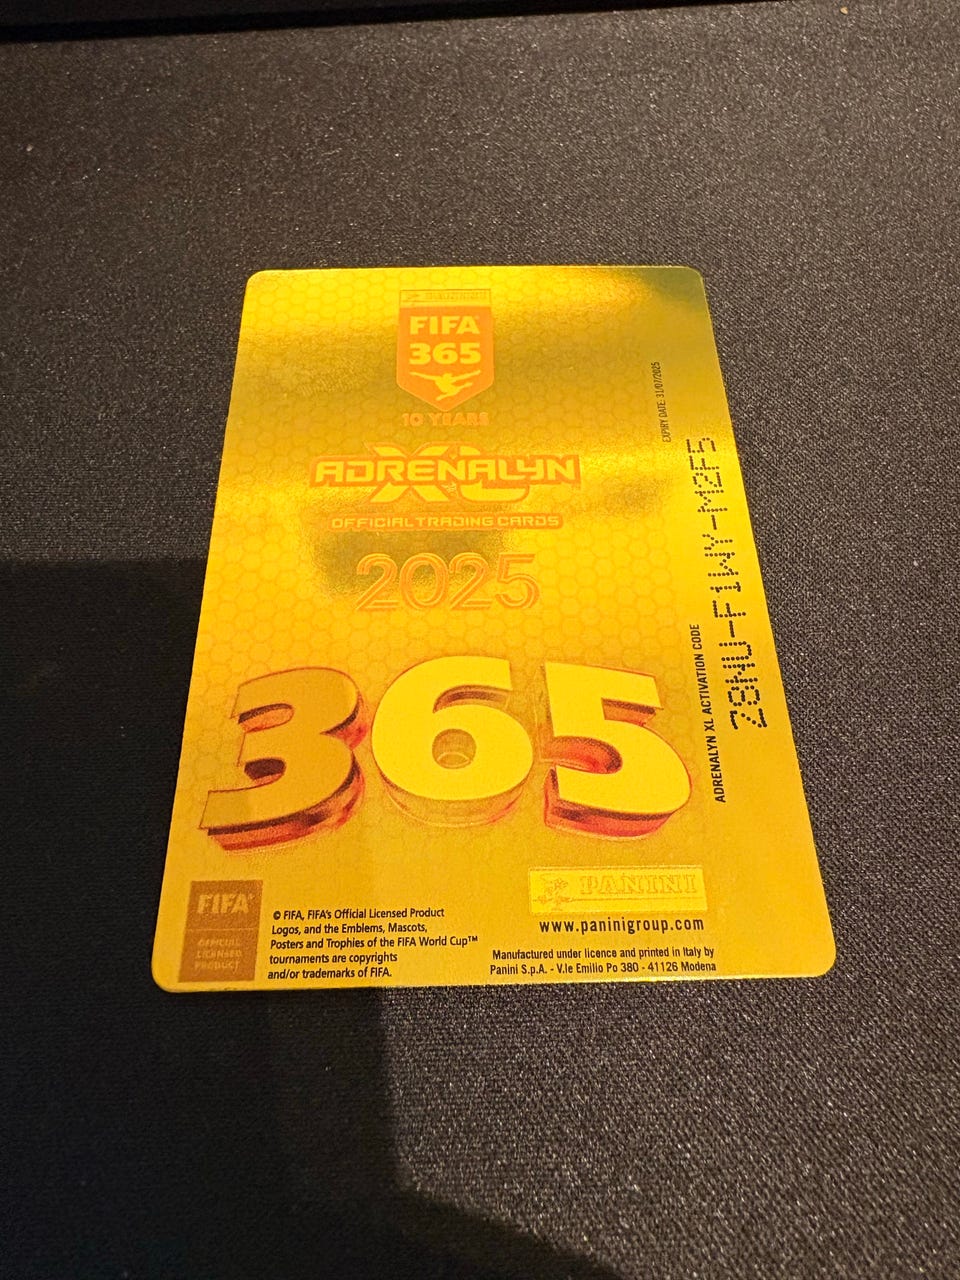 PANINI
FIFA
365
10 YEARS
ADRENALYN
XL
OFFICIAL TRADING CARDS
2025
365
EXPIRY DATE: 31/07/2025
ADRENALYN XL ACTIVATION CODE
Z8NU-F1WY-M2F5
FIFA®
OFFICIAL
LICENSED
PRODUCT
© FIFA, FIFA's Official Licensed Product
Logos, and the Emblems, Mascots,
Posters and Trophies of the FIFA World Cup™
tournaments are copyrights
and/or trademarks of FIFA.
PANINI
www.paninigroup.com
Manufactured under licence and printed in Italy by
Panini S.p.A. - V.le Emilio Po 380 - 41126 Modena